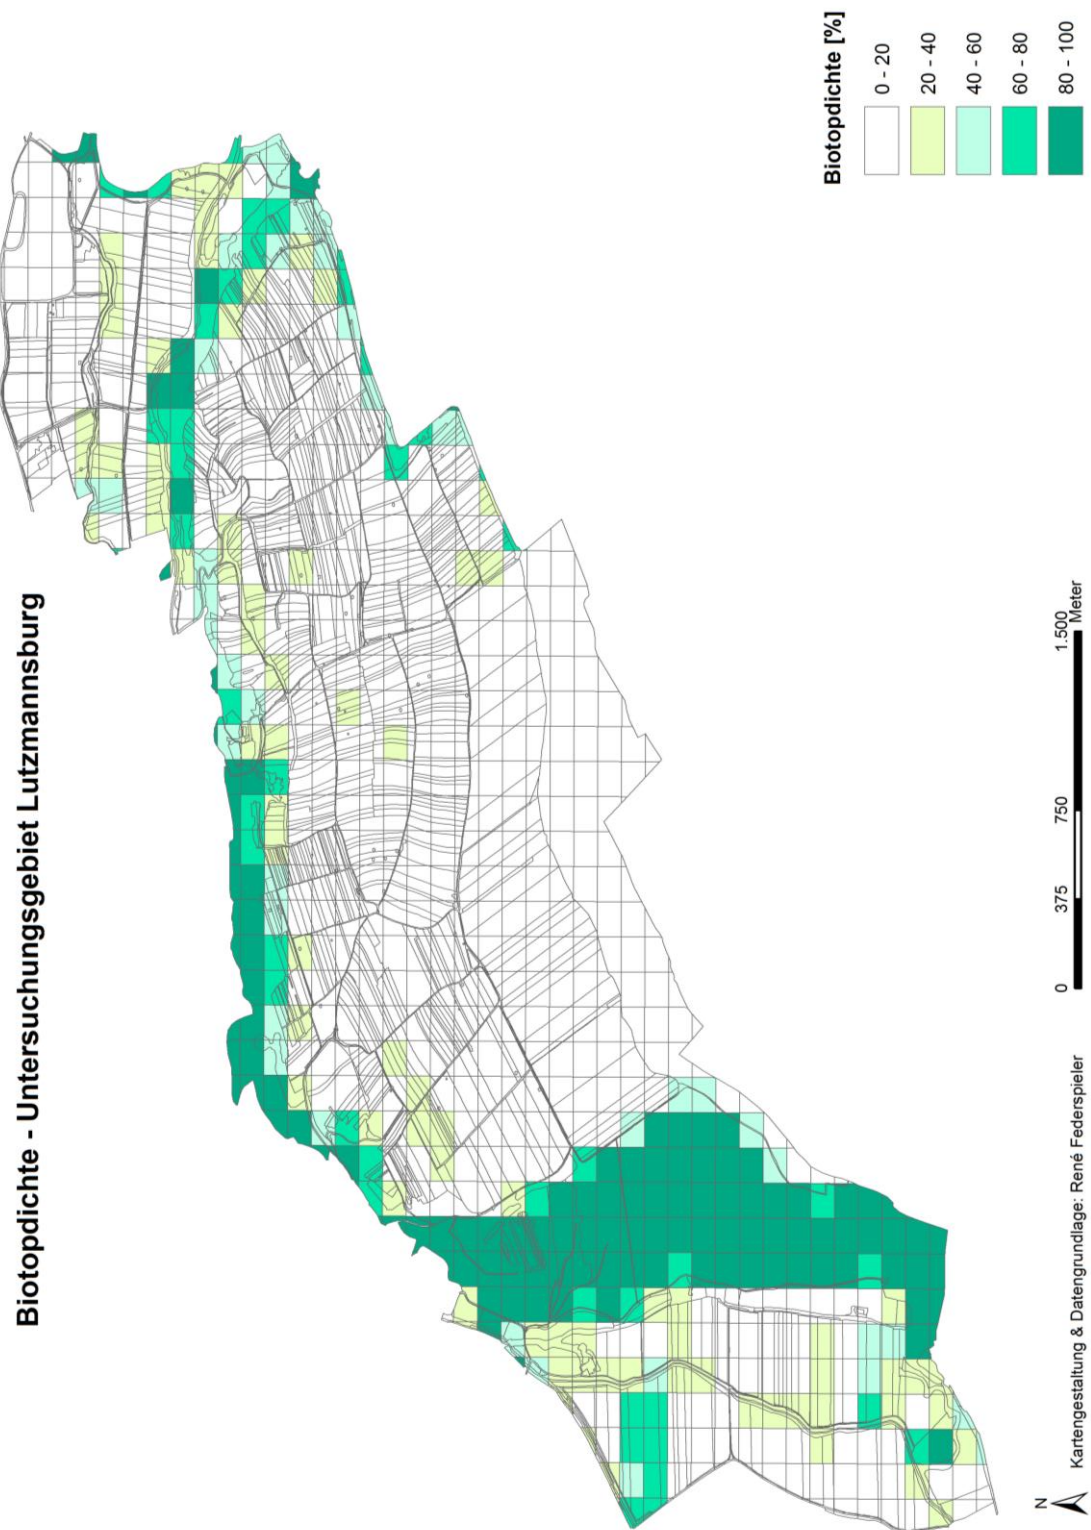 Biotopdichte - Untersuchungsgebiet Lutzmannsburg
Biotopdichte [%]
0 - 20
20 - 40
40 - 60
60 - 80
80 - 100
N
Kartengestaltung & Datengrundlage: René Federspieler
0 375 750 1.500
Meter